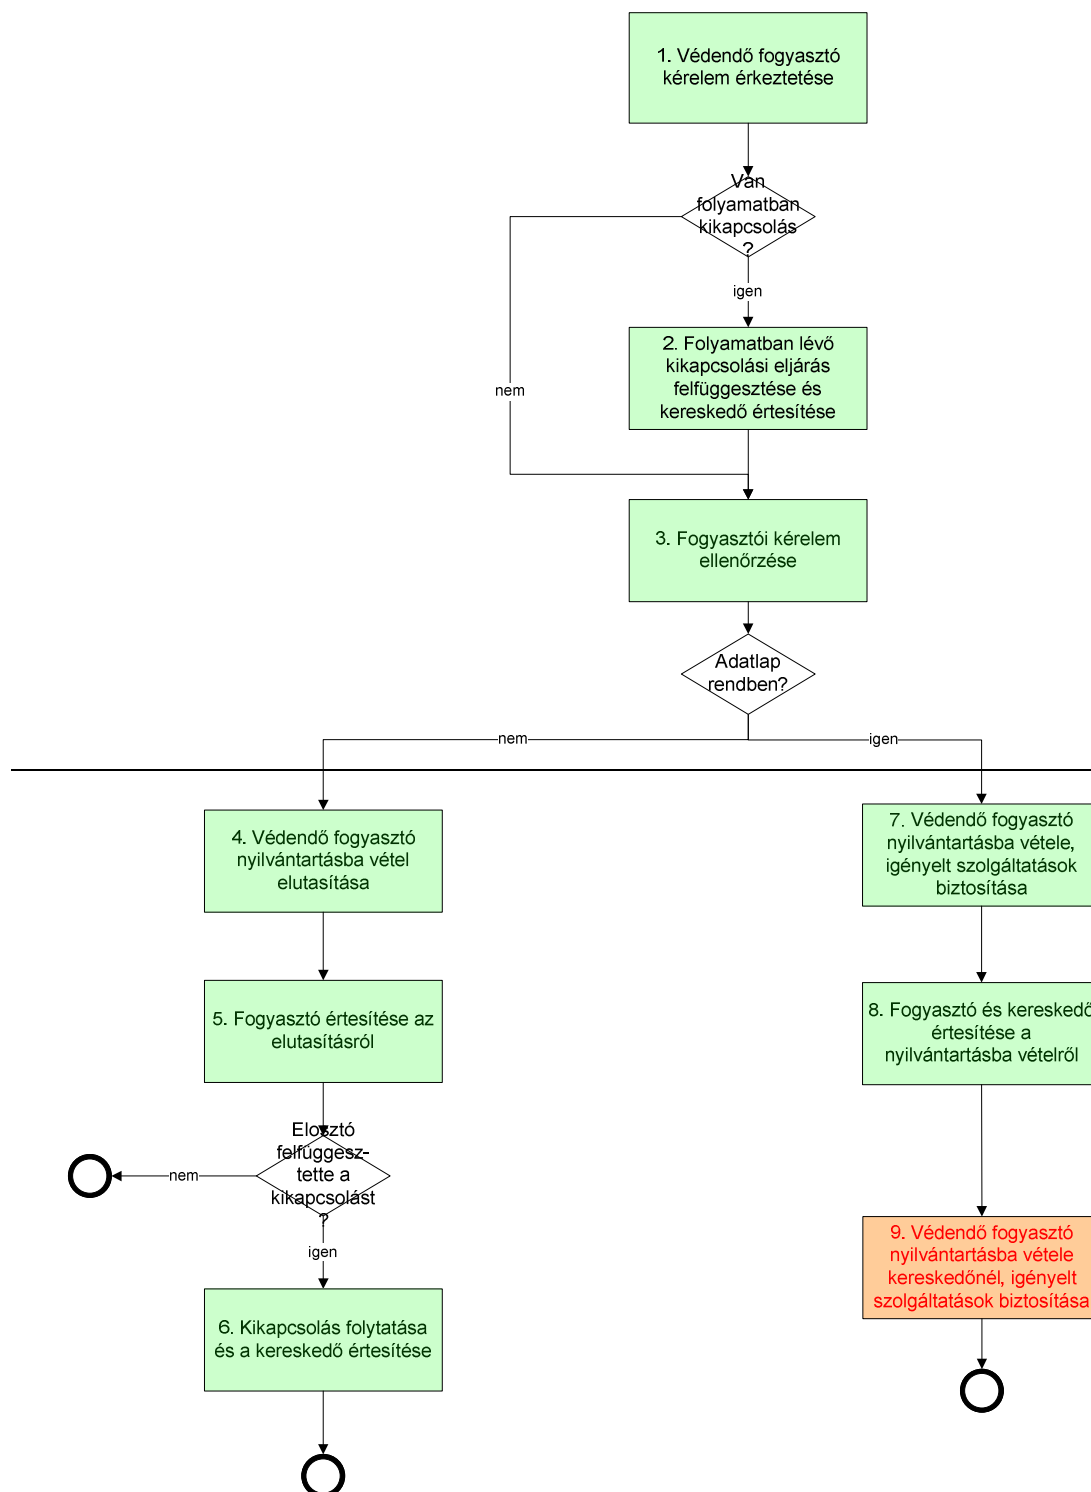 1. Védendő fogyasztó
kérelem érkeztetése
Van
folyamatban
kikapcsolás
?
igen
2. Folyamatban lévő
kikapcsolási eljárás
felfüggesztése és
kereskedő értesítése
nem
3. Fogyasztói kérelem
ellenőrzése
Adatlap
rendben?
nem
igen
4. Védendő fogyasztó
nyilvántartásba vétel
elutasítása
7. Védendő fogyasztó
nyilvántartásba vétele,
igényelt szolgáltatások
biztosítása
5. Fogyasztó értesítése az
elutasításról
8. Fogyasztó és kereskedő
értesítése a
nyilvántartásba vételről
Elosztó
felfüggesz-
tette a
kikapcsolást
?
nem
igen
9. Védendő fogyasztó
nyilvántartásba vétele
kereskedőnél, igényelt
szolgáltatások biztosítása
6. Kikapcsolás folytatása
és a kereskedő értesítése